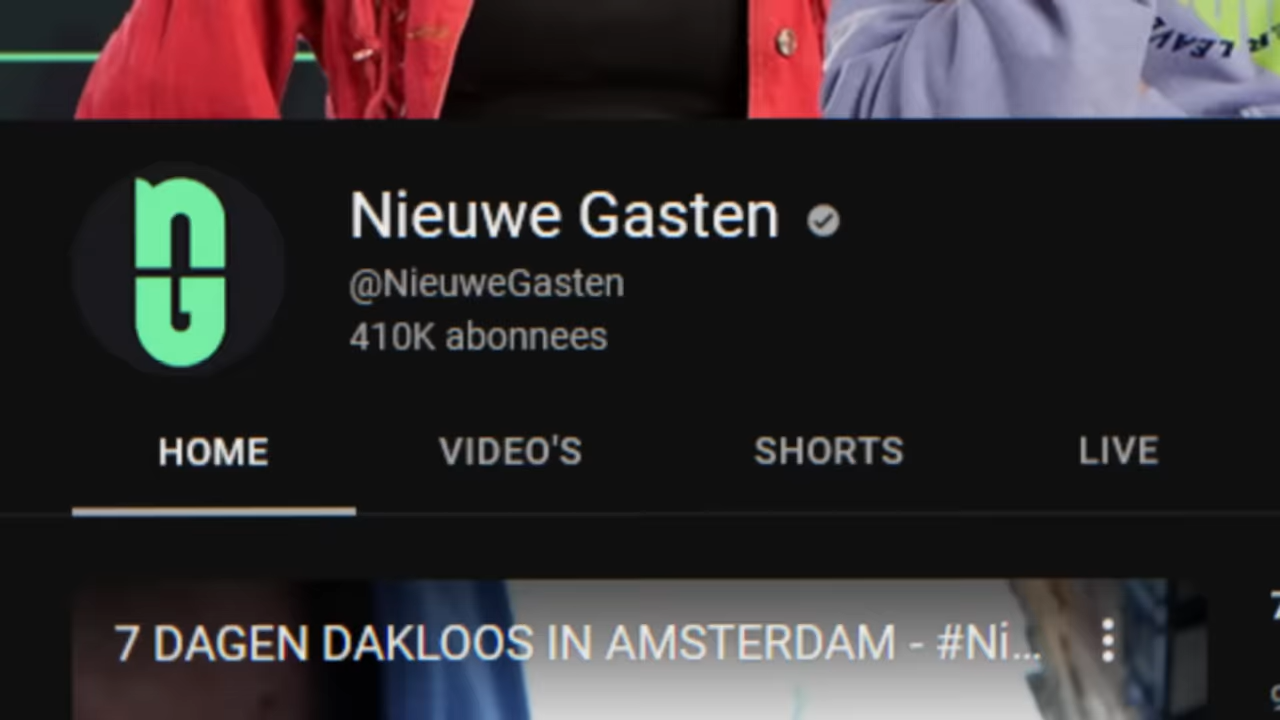 Nieuwe Gasten
@NieuweGasten
410K abonnees
HOME VIDEO'S SHORTS LIVE
7 DAGEN DAKLOOS IN AMSTERDAM - #Ni...